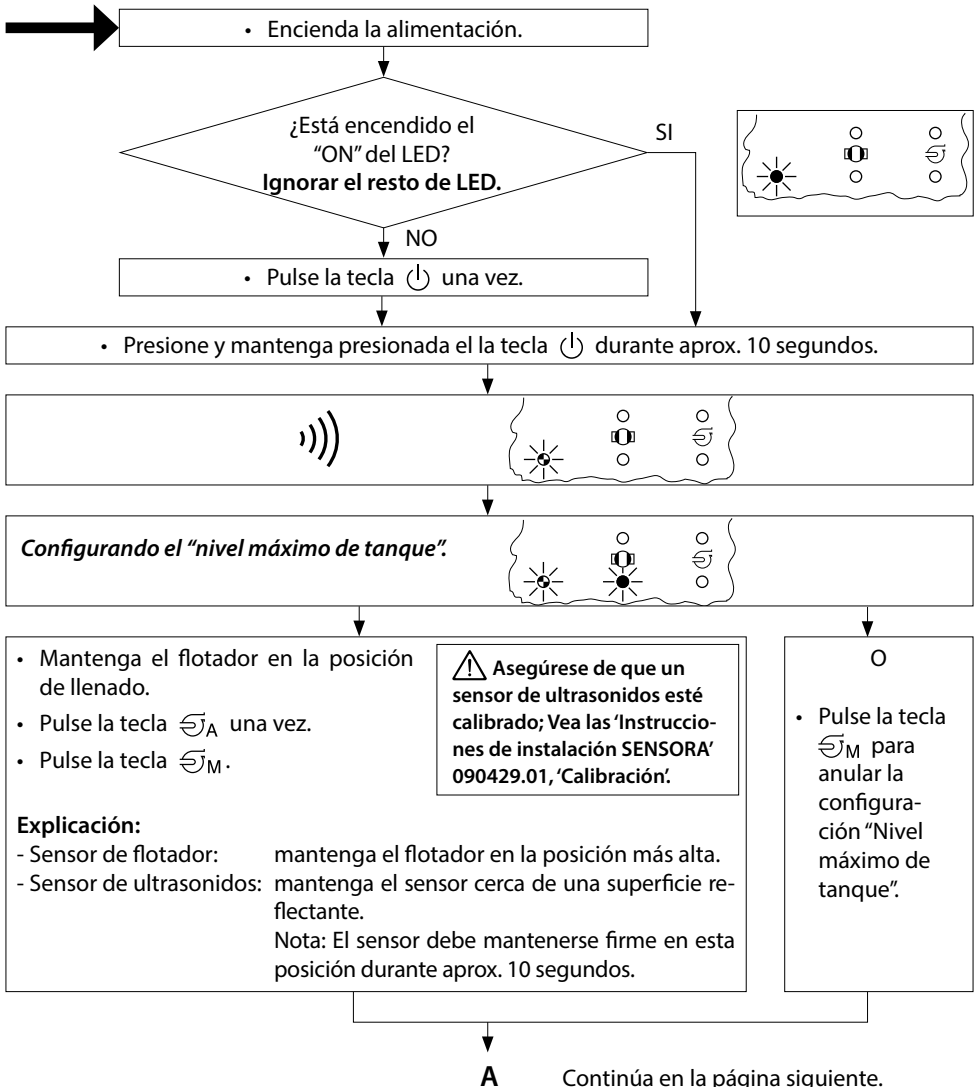 • Encienda la alimentación.
¿Está encendido el
“ON” del LED?
Ignorar el resto de LED.
SI
NO
• Pulse la tecla una vez.
• Presione y mantenga presionada el la tecla durante aprox. 10 segundos.
Configurando el “nivel máximo de tanque”.
• Mantenga el flotador en la posición
de llenado.
• Pulse la tecla A una vez.
• Pulse la tecla M.
Asegúrese de que un
sensor de ultrasonidos esté
calibrado; Vea las ‘Instruccio-
nes de instalación SENSORA’
090429.01, ‘Calibración’.
Explicación:
- Sensor de flotador: mantenga el flotador en la posición más alta.
- Sensor de ultrasonidos: mantenga el sensor cerca de una superficie re-
flectante.
Nota: El sensor debe mantenerse firme en esta
posición durante aprox. 10 segundos.
O
• Pulse la tecla
M para
anular la
configura-
ción “Nivel
máximo de
tanque”.
A
Continúa en la página siguiente.